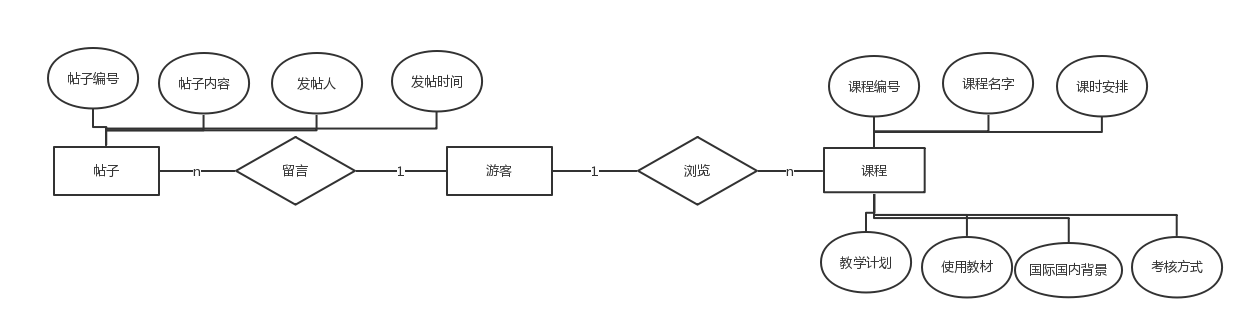 帖子编号
帖子内容
发帖人
发帖时间
课程编号
课程名字
课时安排
帖子
n
留言
1
游客
1
浏览
n
课程
教学计划
使用教材
国际国内背景
考核方式